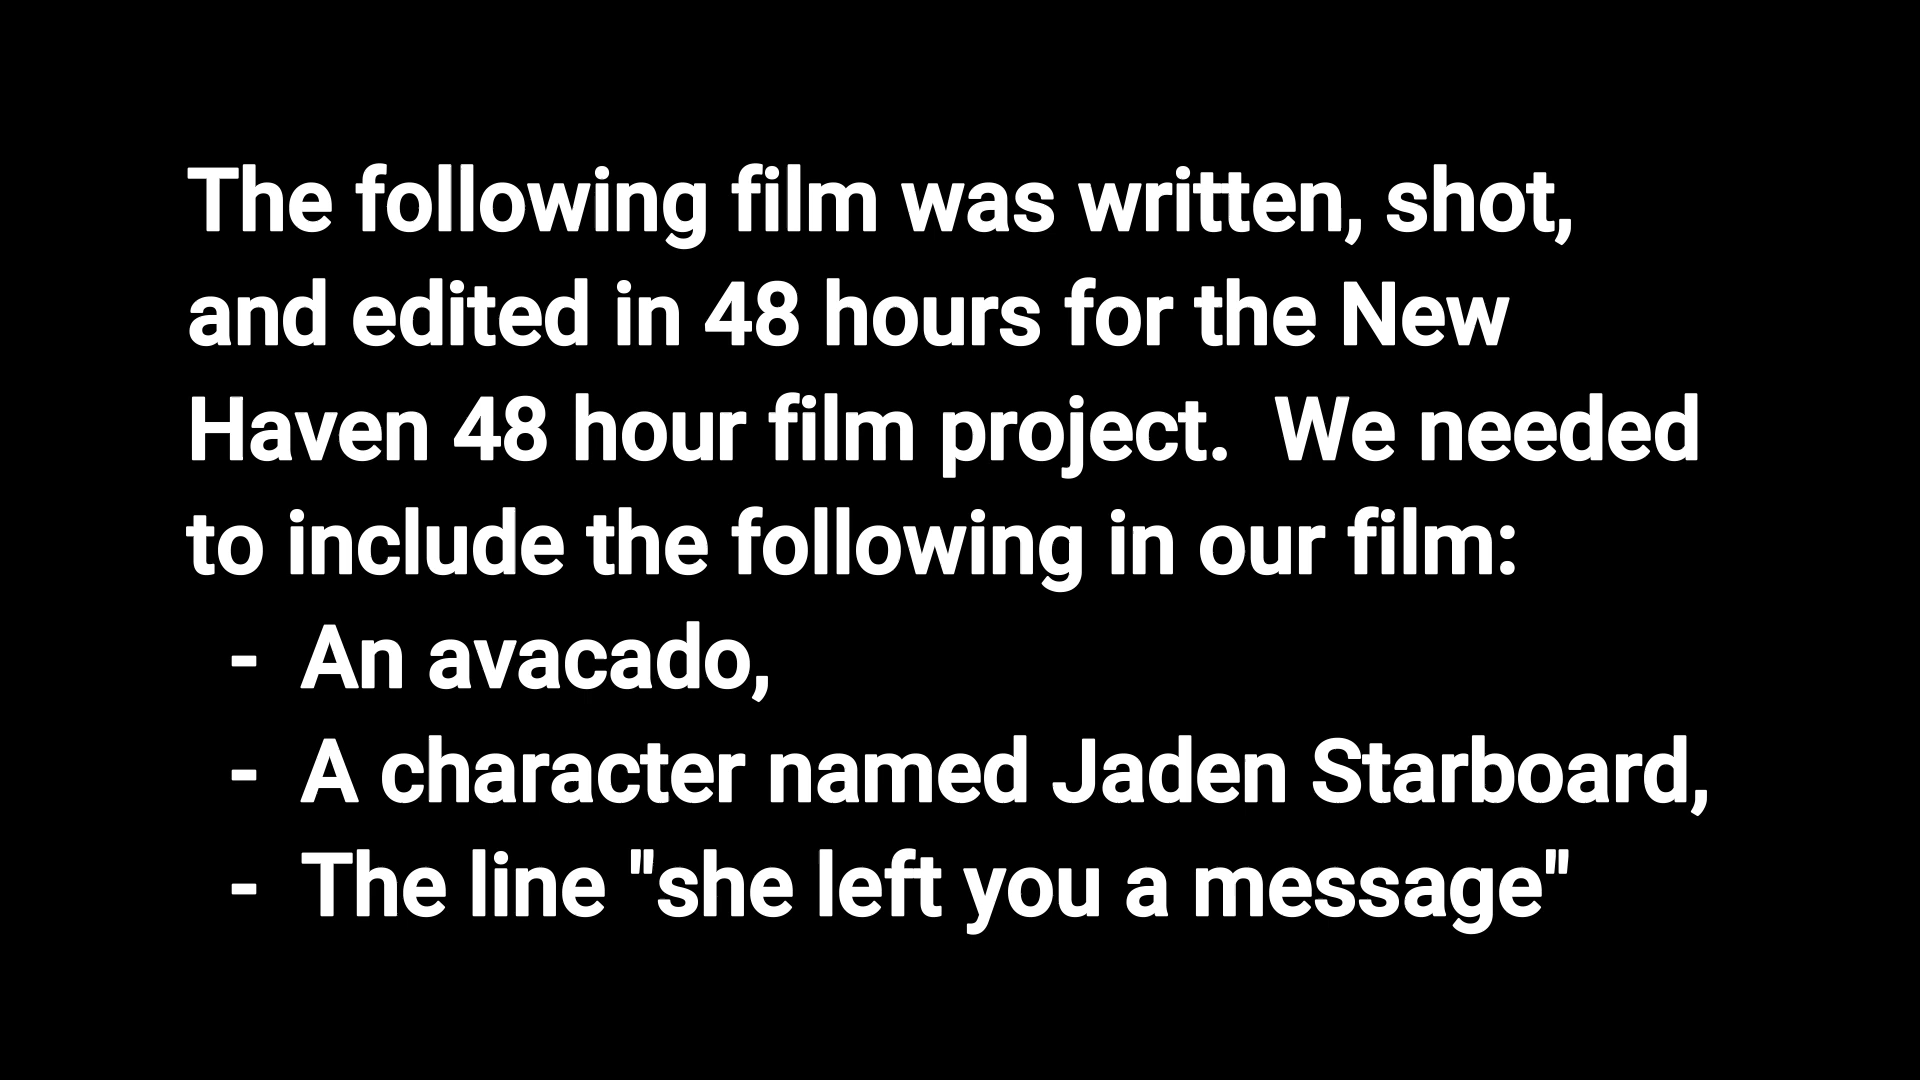 The following film was written, shot,
and edited in 48 hours for the New
Haven 48 hour film project.  We needed
to include the following in our film:
- An avacado,
- A character named Jaden Starboard,
- The line "she left you a message"